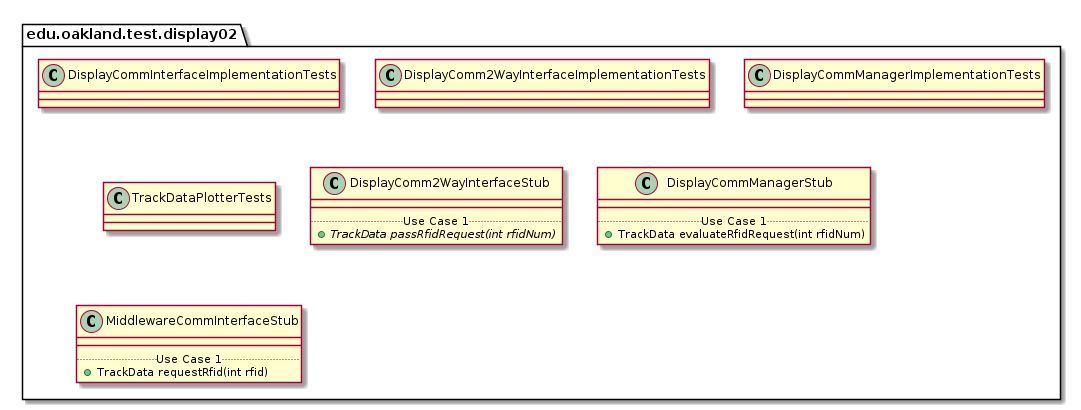 edu.oakland.test.display02
C DisplayCommInterfaceImplementationTests
C DisplayComm2WayInterfaceImplementationTests
C DisplayCommManagerImplementationTests
C TrackDataPlotterTests
C DisplayComm2WayInterfaceStub
Use Case 1
TrackData passRfidRequest(int rfidNum)
C DisplayCommManagerStub
Use Case 1
TrackData evaluateRfidRequest(int rfidNum)
C MiddlewareCommInterfaceStub
Use Case 1
TrackData requestRfid(int rfid)